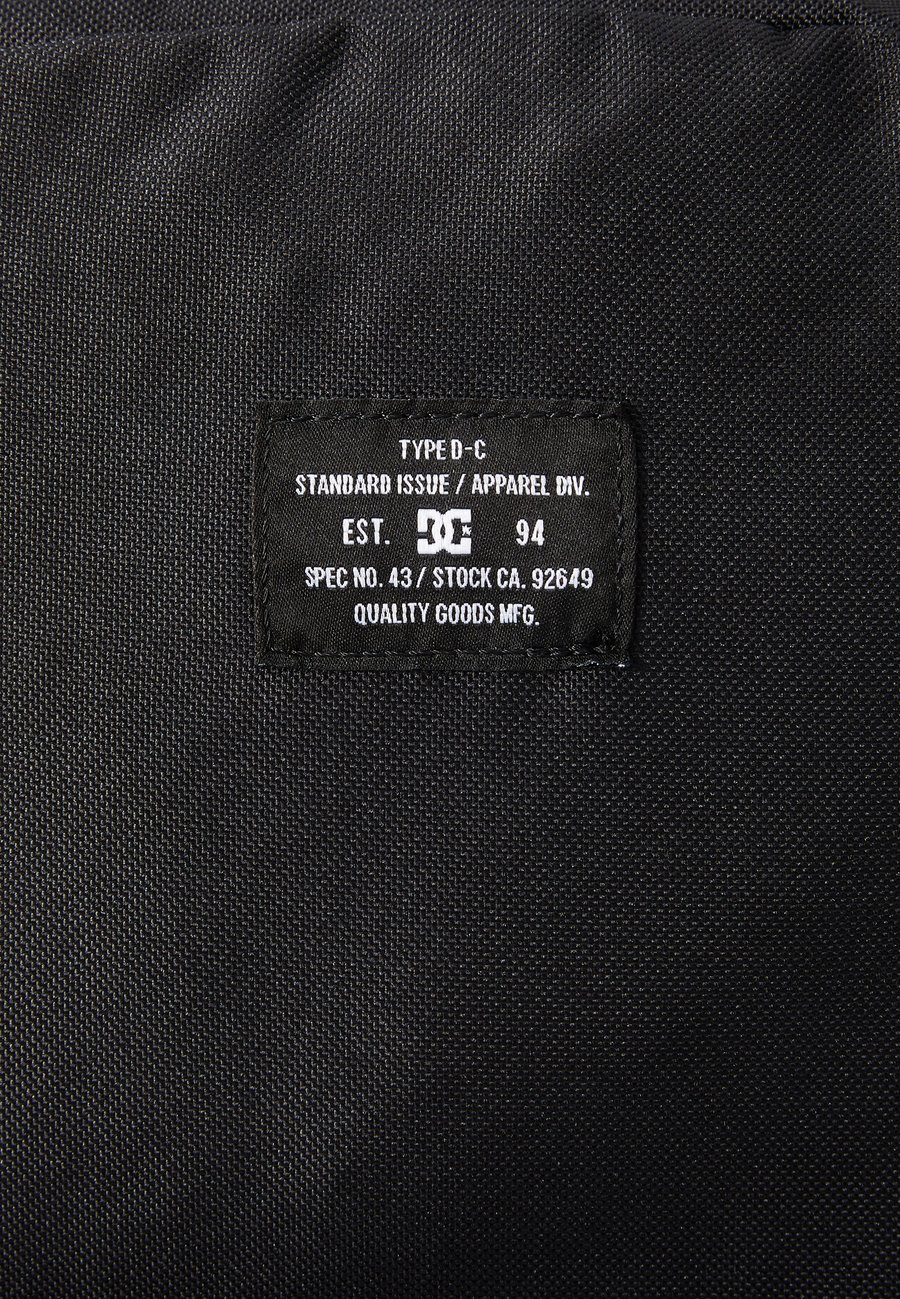 TYPE D-C
STANDARD ISSUE / APPAREL DIV.
EST. DC 94
SPEC NO. 43 / STOCK CA. 92649
QUALITY GOODS MFG.